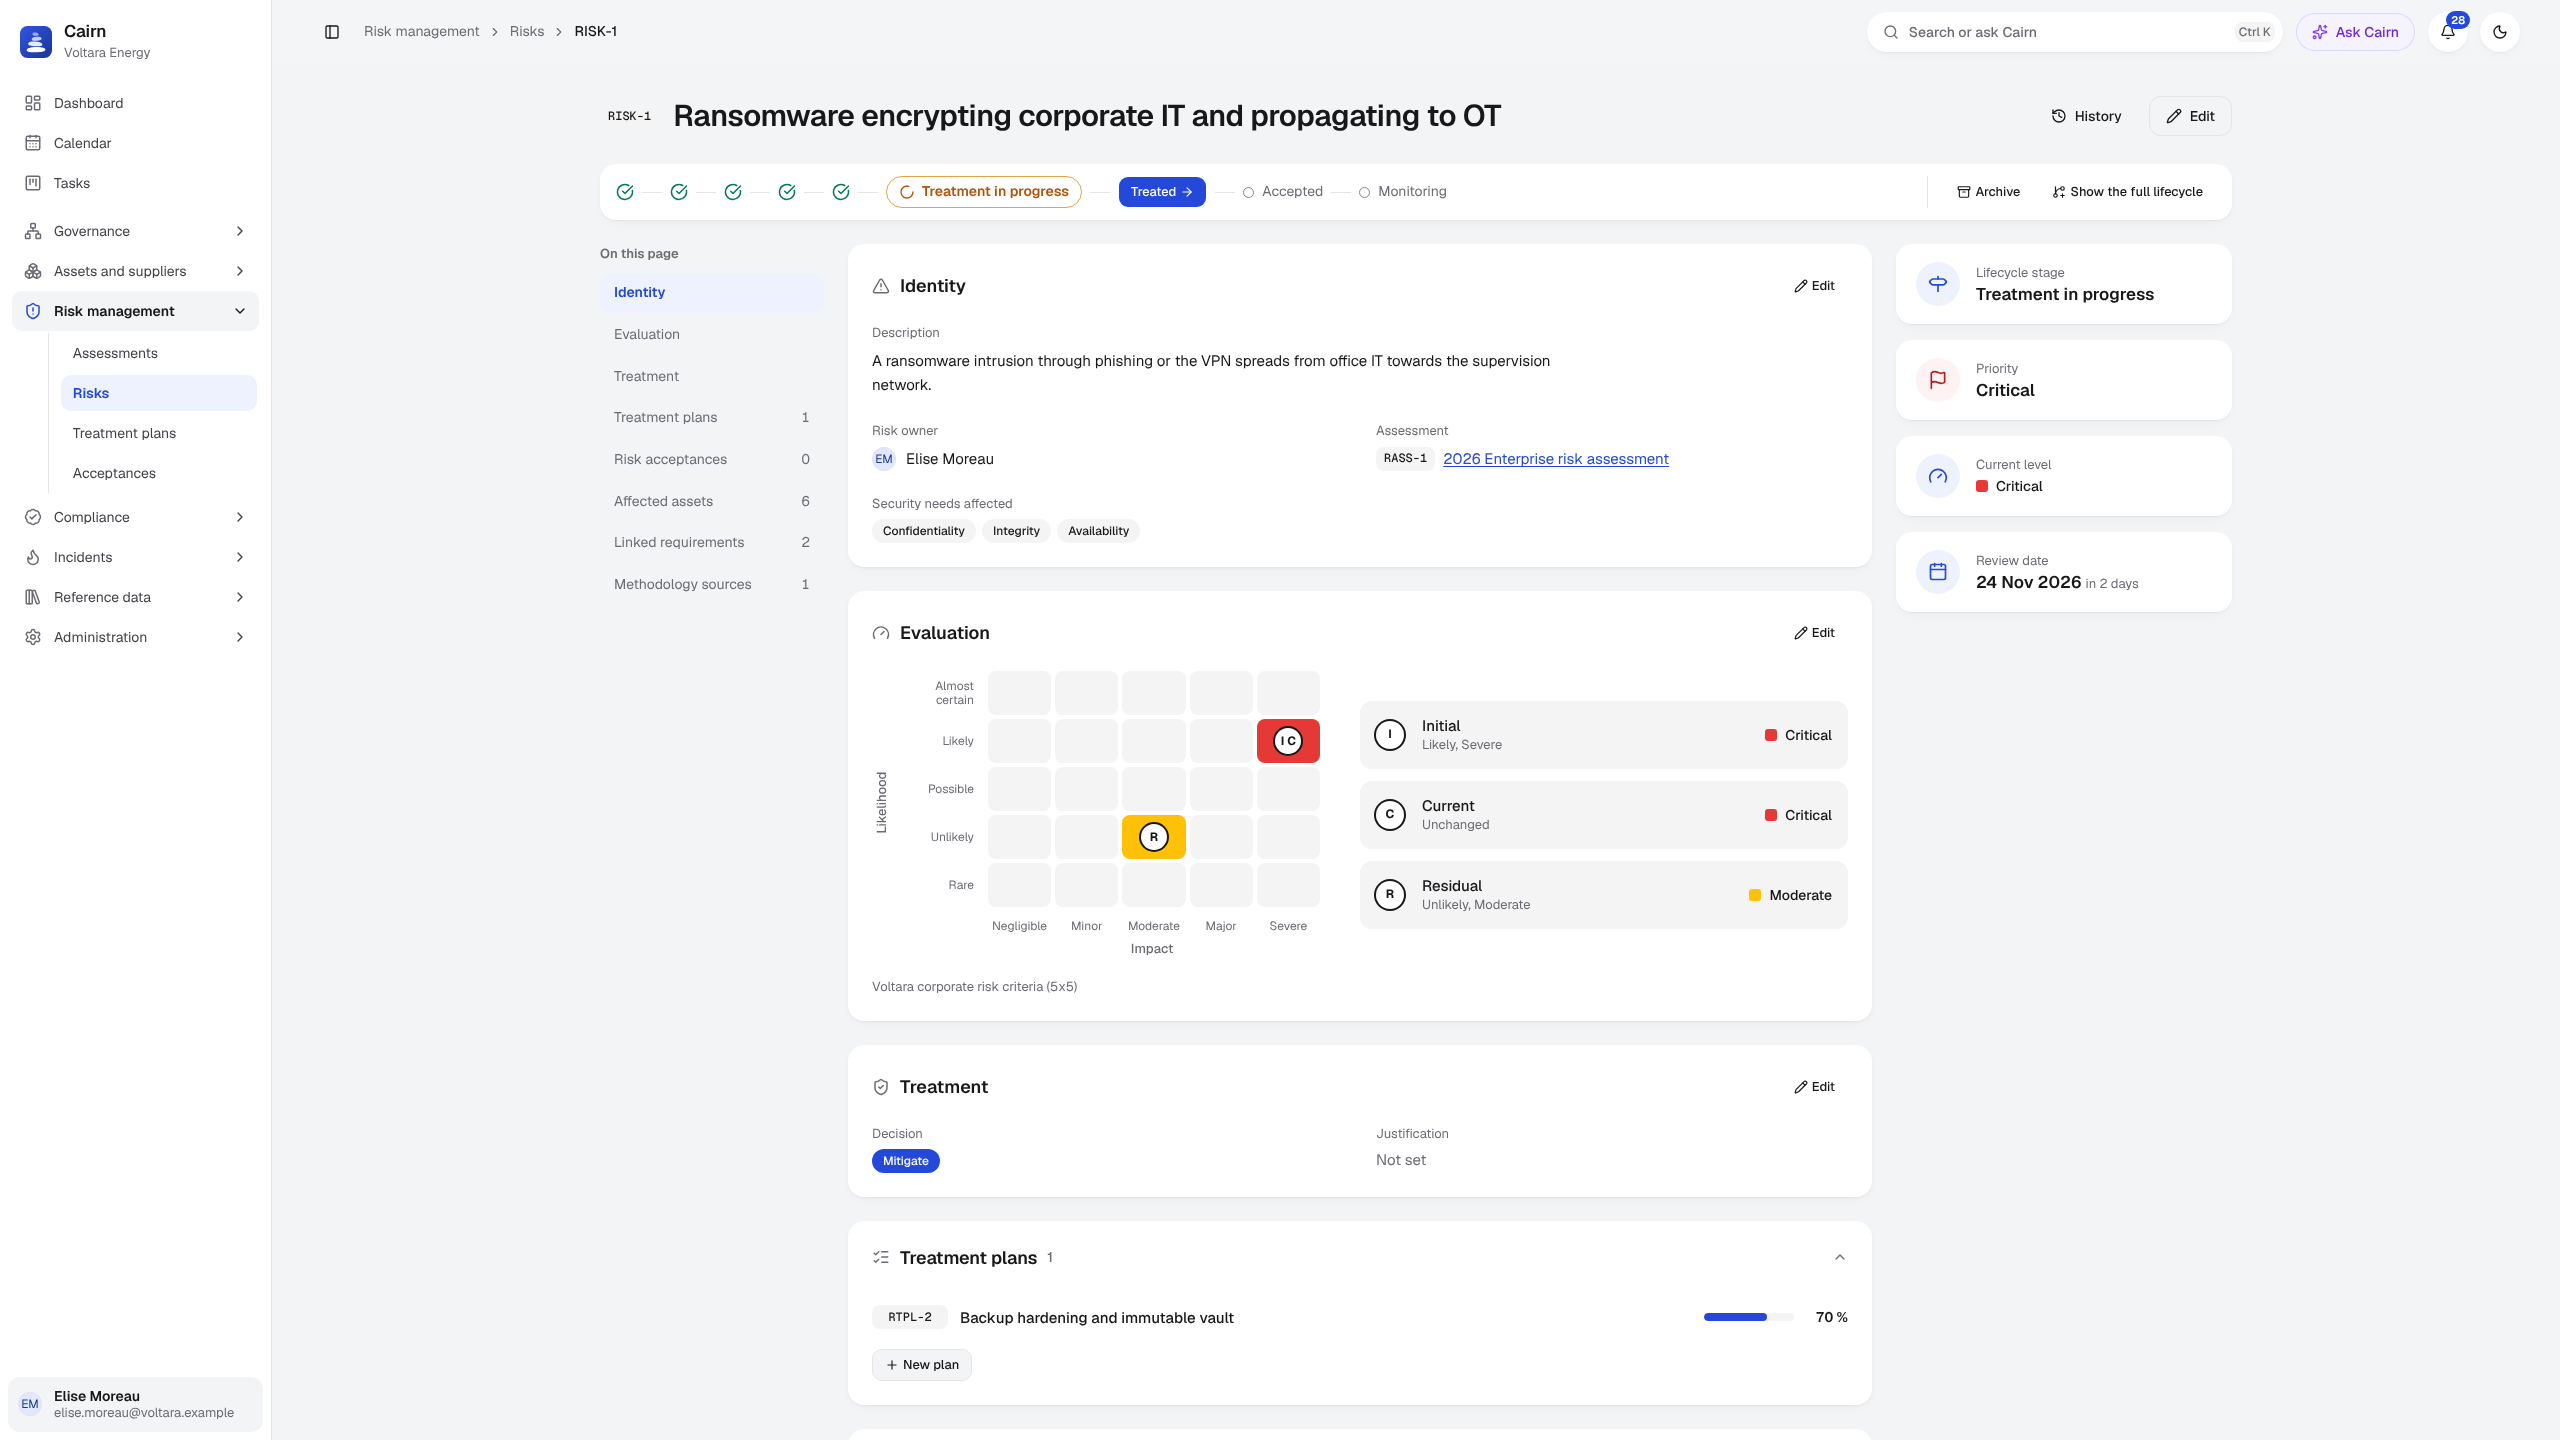 Cairn
Voltara Energy
Dashboard
Calendar
Tasks
Governance
Assets and suppliers
Risk management
Assessments
Risks
Treatment plans
Acceptances
Compliance
Incidents
Reference data
Administration
EM
Elise Moreau
elise.moreau@voltara.example
Risk management > Risks > RISK-1
Search or ask Cairn
Ctrl K
Ask Cairn
28
RISK-1
Ransomware encrypting corporate IT and propagating to OT
History
Edit
Treatment in progress
Treated
Accepted
Monitoring
Archive
Show the full lifecycle
On this page
Identity
Evaluation
Treatment
Treatment plans 1
Risk acceptances 0
Affected assets 6
Linked requirements 2
Methodology sources 1
Identity
Edit
Description
A ransomware intrusion through phishing or the VPN spreads from office IT towards the supervision
network.
Risk owner
EM Elise Moreau
Assessment
RASS-1 2026 Enterprise risk assessment
Security needs affected
Confidentiality Integrity Availability
Evaluation
Edit
Likelihood
Almost
certain
Likely
I C
Possible
Unlikely
R
Rare
Negligible Minor Moderate Major Severe
Impact
I
Initial
Likely, Severe
Critical
C
Current
Unchanged
Critical
R
Residual
Unlikely, Moderate
Moderate
Voltara corporate risk criteria (5x5)
Treatment
Edit
Decision
Mitigate
Justification
Not set
Treatment plans 1
RTPL-2 Backup hardening and immutable vault 70 %
New plan
Lifecycle stage
Treatment in progress
Priority
Critical
Current level
Critical
Review date
24 Nov 2026 in 2 days